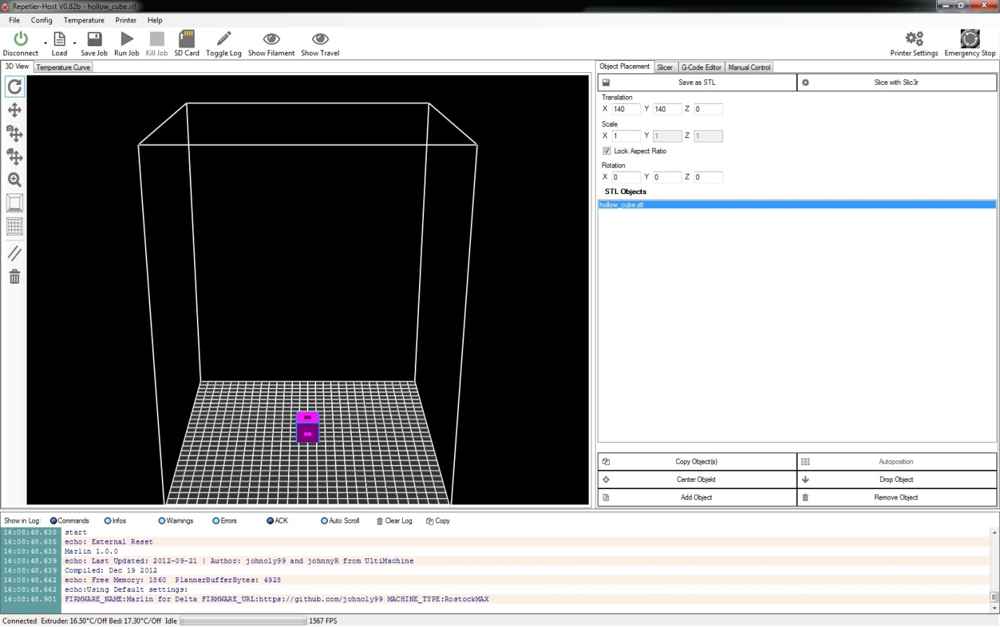 Repetier-Host V0.82b - hollow_cube.stl
File Config Temperature Printer Help
Disconnect Load Save Job Run Job Kill Job SD Card Toggle Log Show Filament Show Travel Printer Settings Emergency Stop
3D View Temperature Curve
Object Placement Slicer G-Code Editor Manual Control
Save as STL Slice with Slic3r
Translation
X 140 Y 140 Z 0
Scale
X 1 Y 1 Z 1
Lock Aspect Ratio
Rotation
X 0 Y 0 Z 0
STL Objects
hollow_cube.stl
Copy Object(s) Autoposition
Center Objekt Drop Object
Add Object Remove Object
Show in Log: Commands Infos Warnings Errors ACK Auto Scroll Clear Log Copy
16:08:48.635 start
16:08:48.635 echo: External Reset
16:08:48.635 Marlin 1.0.0
16:08:48.639 echo: Last Updated: 2012-09-21 | Author: johnoly99 and johnnyR from UltiMachine
16:08:48.639 Compiled: Dec 19 2012
16:08:48.642 echo: Free Memory: 1860 PlannerBufferBytes: 4928
16:08:48.642 echo:Using Default settings:
16:08:48.901 FIRMWARE_NAME:Marlin for Delta FIRMWARE_URL:https://github.com/johnoly99 MACHINE_TYPE:RostockMAX
Connected Extruder: 16.50°C/Off Bed: 17.30°C/Off Idle 1567 FPS